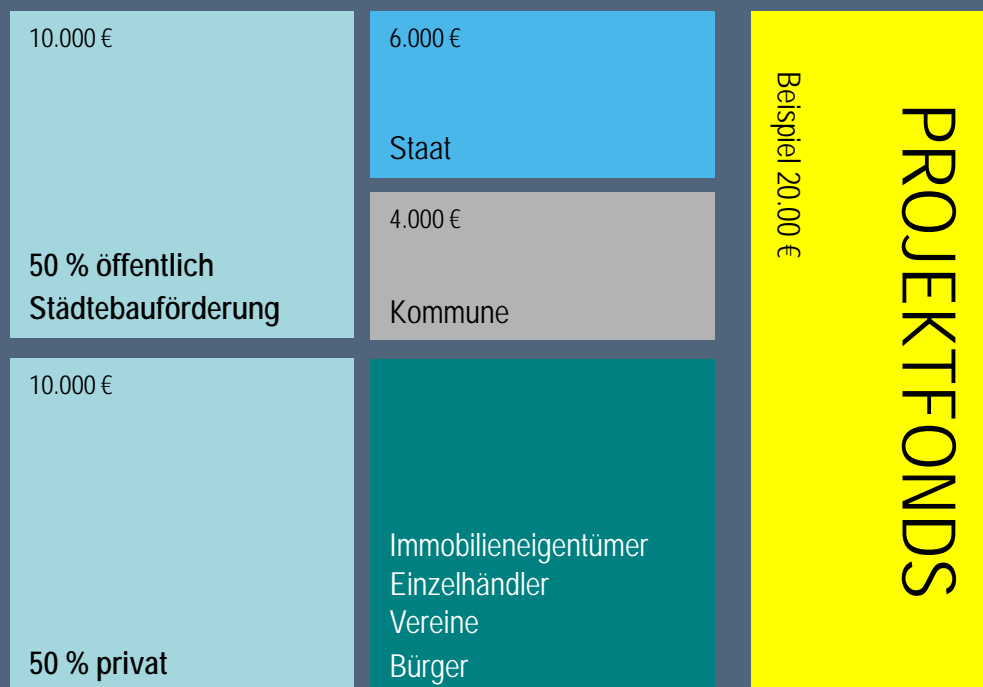 10.000 €
50 % öffentlich
Städtebauförderung
6.000 €
Staat
4.000 €
Kommune
10.000 €
50 % privat
Immobilieneigentümer
Einzelhändler
Vereine
Bürger
Beispiel 20.00 €
PROJEKTFONDS